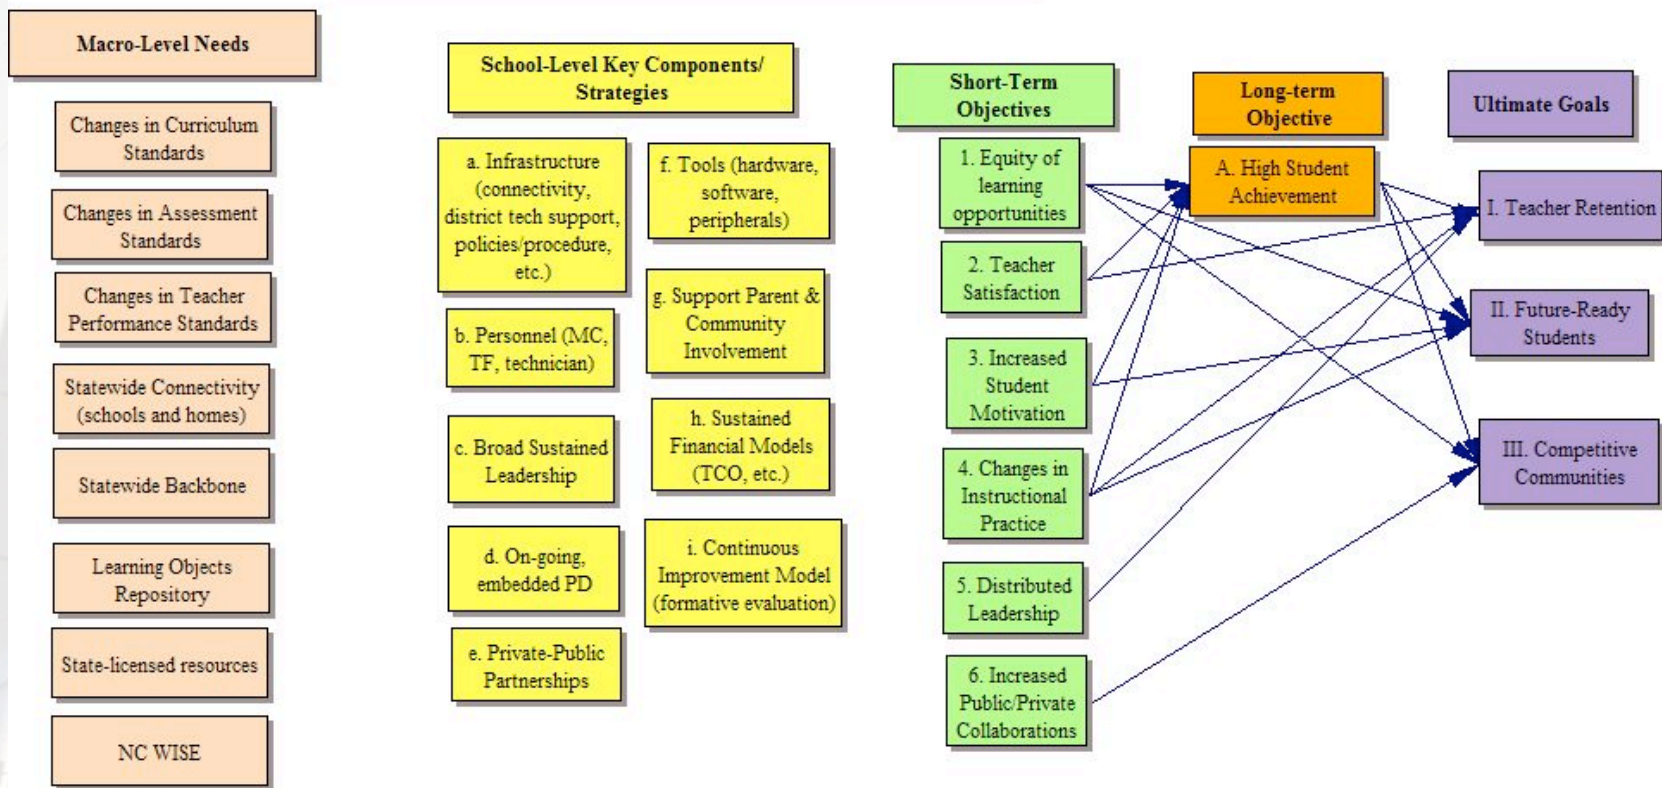 Macro-Level Needs
Changes in Curriculum
Standards
Changes in Assessment
Standards
Changes in Teacher
Performance Standards
Statewide Connectivity
(schools and homes)
Statewide Backbone
Learning Objects
Repository
State-licensed resources
NC WISE
School-Level Key Components/
Strategies
a. Infrastructure
(connectivity,
district tech support,
policies/procedure,
etc.)
b. Personnel (MC,
TF, technician)
c. Broad Sustained
Leadership
d. On-going,
embedded PD
e. Private-Public
Partnerships
f. Tools (hardware,
software,
peripherals)
g. Support Parent &
Community
Involvement
h. Sustained
Financial Models
(TCO, etc.)
i. Continuous
Improvement Model
(formative evaluation)
Short-Term
Objectives
1. Equity of
learning
opportunities
2. Teacher
Satisfaction
3. Increased
Student
Motivation
4. Changes in
Instructional
Practice
5. Distributed
Leadership
6. Increased
Public/Private
Collaborations
Long-term
Objective
A. High Student
Achievement
Ultimate Goals
I. Teacher Retention
II. Future-Ready
Students
III. Competitive
Communities